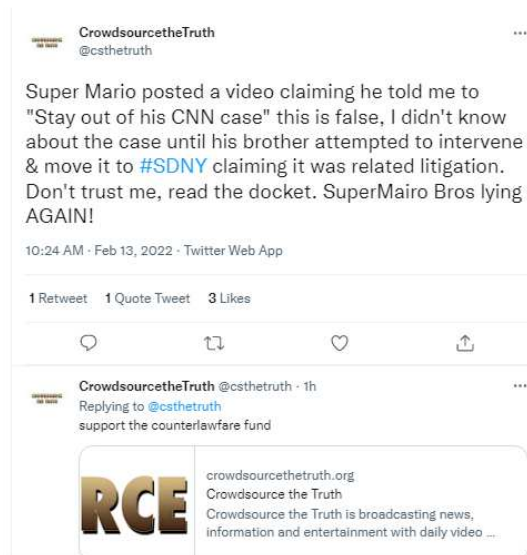 CrowdsourcetheTruth
@csthetruth
Super Mario posted a video claiming he told me to
"Stay out of his CNN case" this is false, I didn't know
about the case until his brother attempted to intervene
& move it to #SDNY claiming it was related litigation.
Don't trust me, read the docket. SuperMairo Bros lying
AGAIN!
10:24 AM · Feb 13, 2022 · Twitter Web App
1 Retweet 1 Quote Tweet 3 Likes
CrowdsourcetheTruth @csthetruth · 1h
Replying to @csthetruth
support the counterlawfare fund
RCE
crowdsourcethetruth.org
Crowdsource the Truth
Crowdsource the Truth is broadcasting news,
information and entertainment with daily video ...